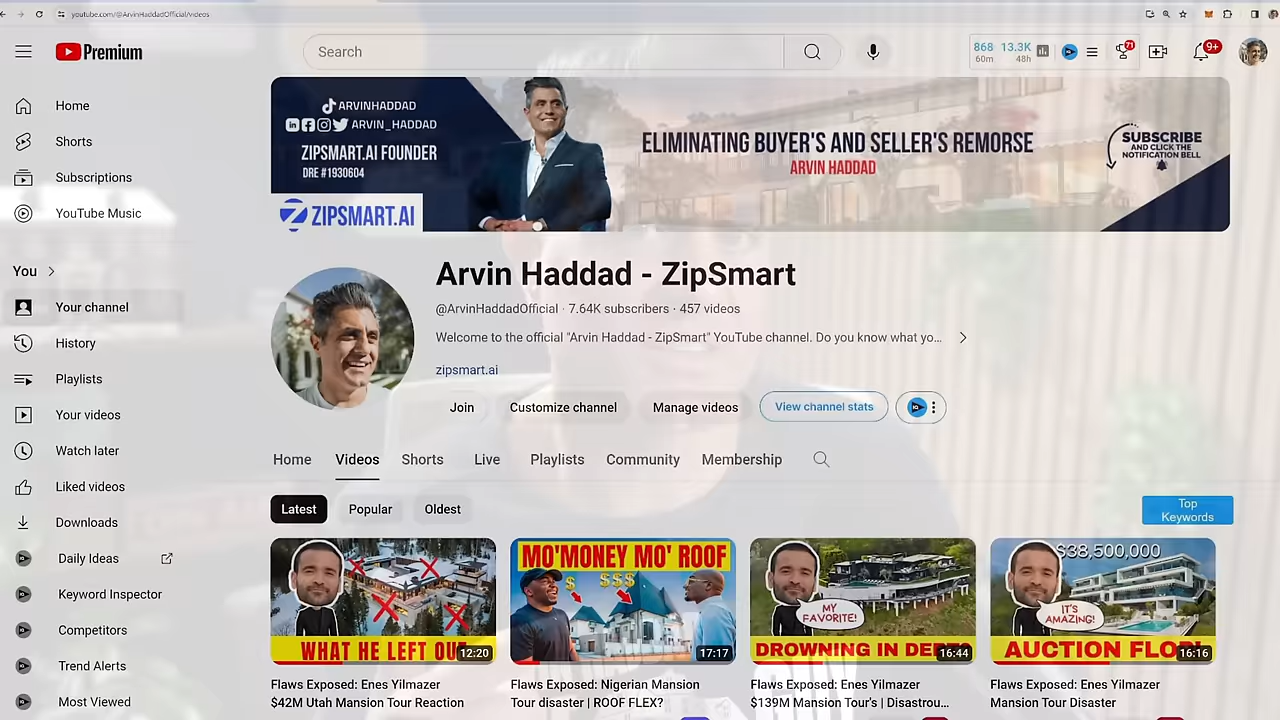 youtube.com/@ArvinHaddadOfficial/videos
Premium
Search
868 13.3K
60m 48h
71
9+
Home
Shorts
Subscriptions
YouTube Music
You
Your channel
History
Playlists
Your videos
Watch later
Liked videos
Downloads
Daily Ideas
Keyword Inspector
Competitors
Trend Alerts
Most Viewed
ARVINHADDAD
ARVIN_HADDAD
ZIPSMART.AI FOUNDER
DRE #1930604
ZIPSMART.AI
ELIMINATING BUYER'S AND SELLER'S REMORSE
ARVIN HADDAD
SUBSCRIBE
AND CLICK THE
NOTIFICATION BELL
Arvin Haddad - ZipSmart
@ArvinHaddadOfficial · 7.64K subscribers · 457 videos
Welcome to the official "Arvin Haddad - ZipSmart" YouTube channel. Do you know what yo...
zipsmart.ai
Join Customize channel Manage videos View channel stats
Home Videos Shorts Live Playlists Community Membership
Latest Popular Oldest
Top
Keywords
WHAT HE LEFT OU
12:20
Flaws Exposed: Enes Yilmazer
$42M Utah Mansion Tour Reaction
MO'MONEY MO' ROOF
$ $$$
17:17
Flaws Exposed: Nigerian Mansion
Tour disaster | ROOF FLEX?
MY
FAVORITE!
DROWNING IN DEBT
16:44
Flaws Exposed: Enes Yilmazer
$139M Mansion Tour's | Disastrou...
$38,500,000
IT'S
AMAZING!
AUCTION FLO
16:16
Flaws Exposed: Enes Yilmazer
Mansion Tour Disaster